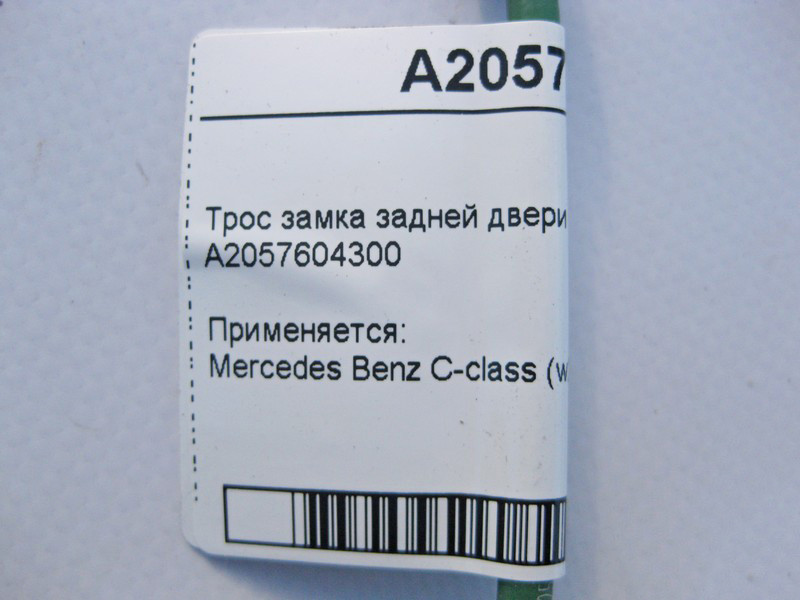 A2057
Трос замка задней двери
A2057604300
Применяется:
Mercedes Benz C-class (w